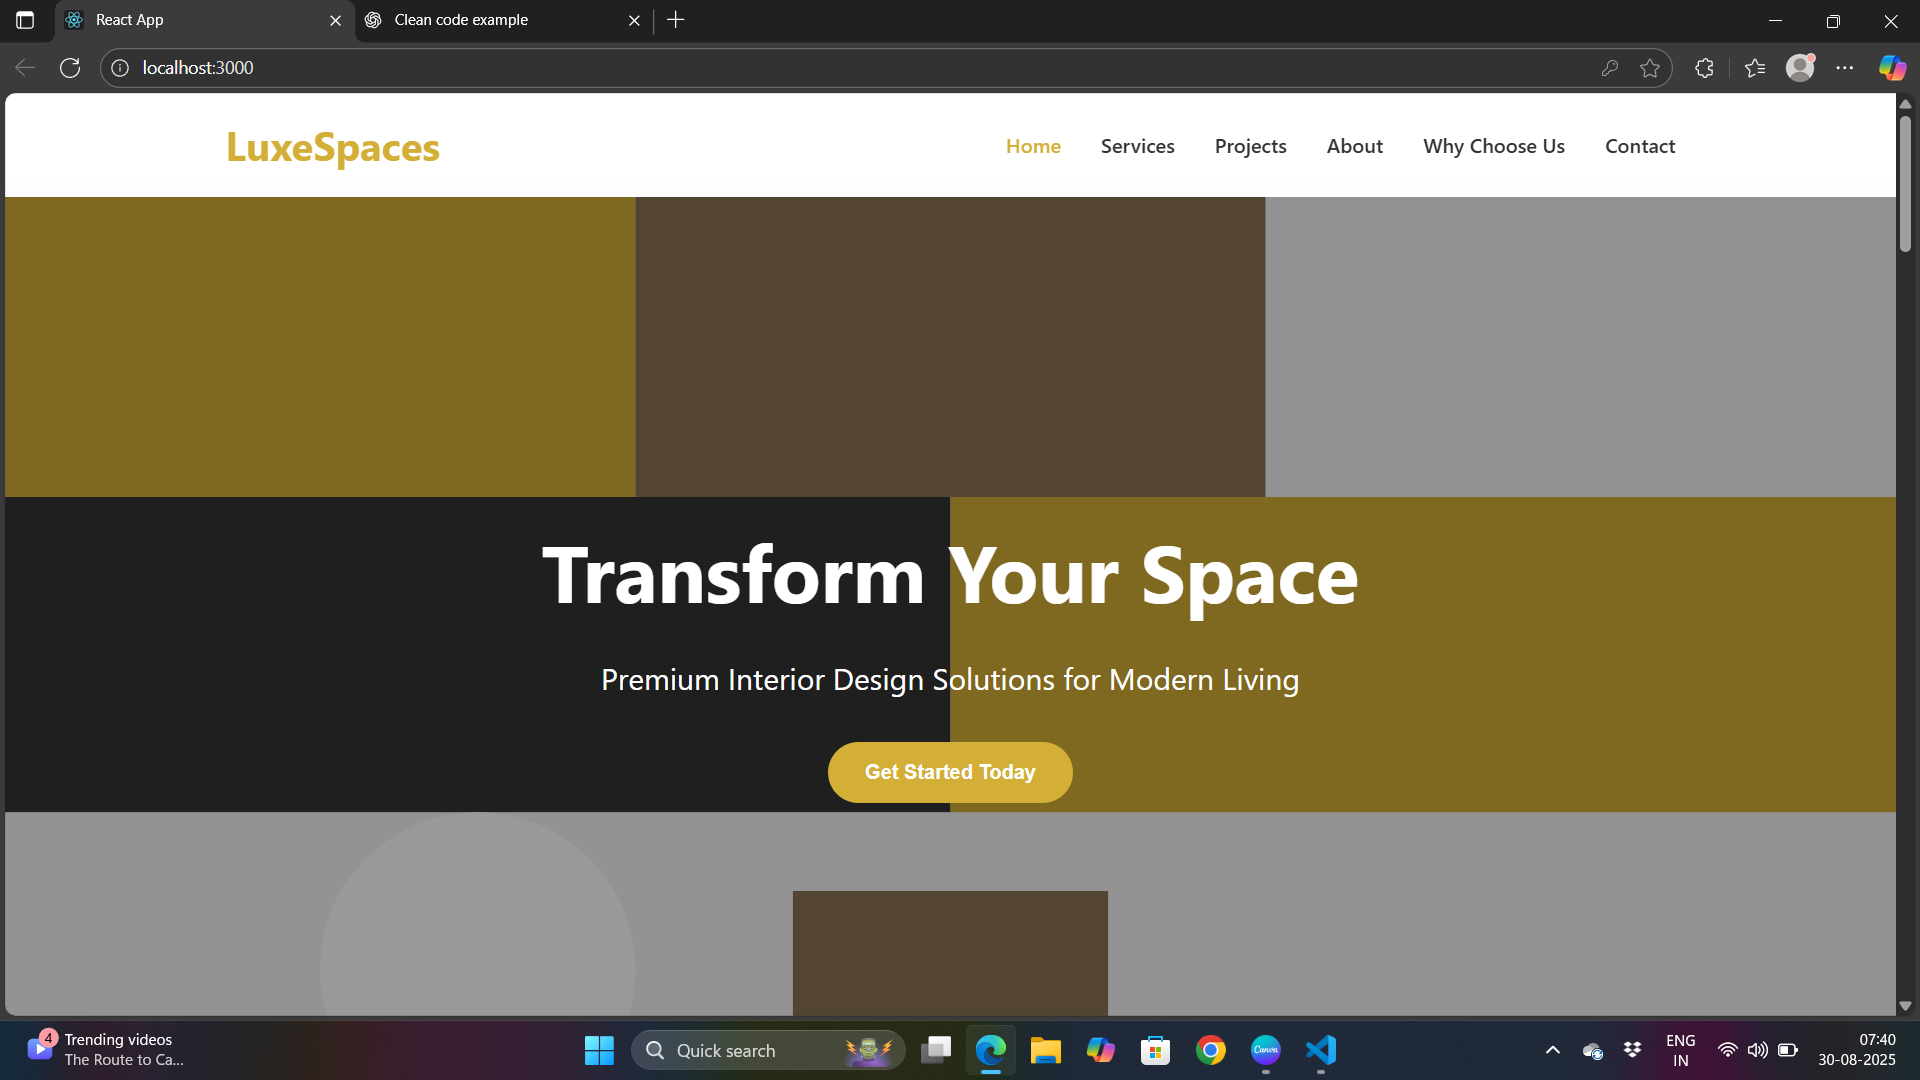 React App
Clean code example
localhost:3000
LuxeSpaces
Home Services Projects About Why Choose Us Contact
Transform Your Space
Premium Interior Design Solutions for Modern Living
Get Started Today
4
Trending videos
The Route to Ca...
Quick search
Canva
ENG
IN
07:40
30-08-2025